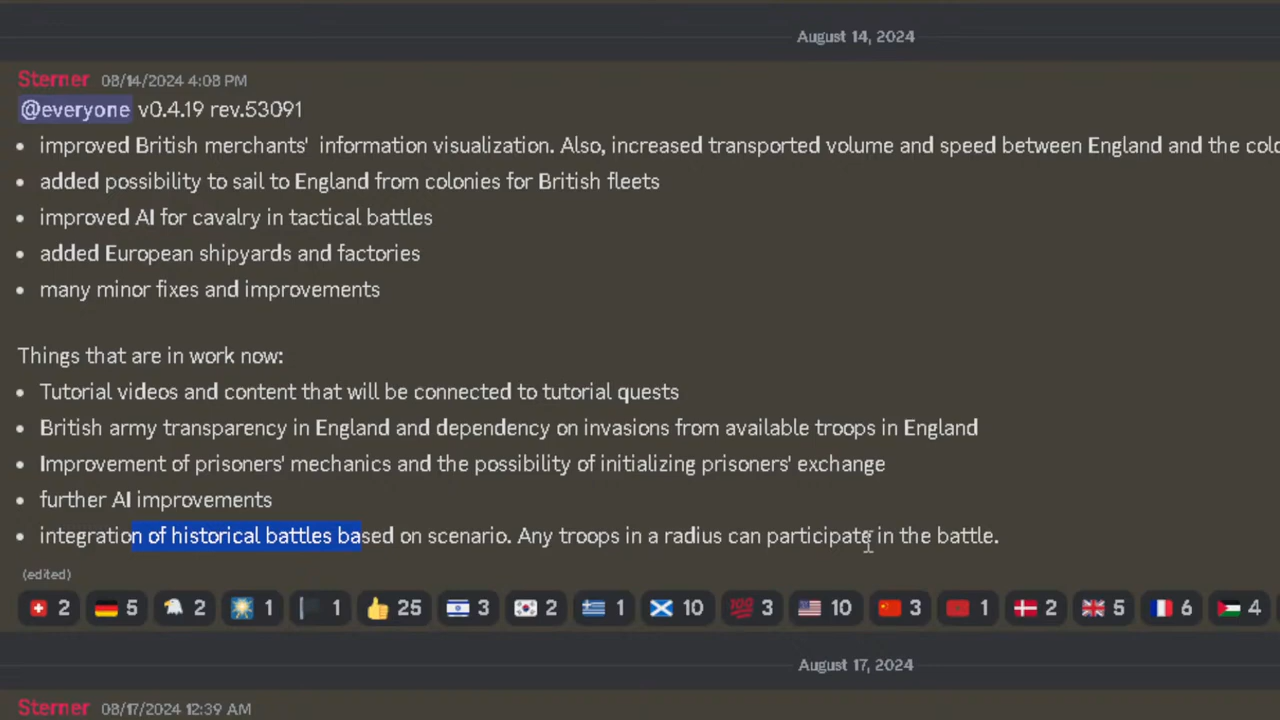 August 14, 2024
Sterner 08/14/2024 4:08 PM
@everyone v0.4.19 rev.53091
• improved British merchants' information visualization. Also, increased transported volume and speed between England and the colo
• added possibility to sail to England from colonies for British fleets
• improved AI for cavalry in tactical battles
• added European shipyards and factories
• many minor fixes and improvements
Things that are in work now:
• Tutorial videos and content that will be connected to tutorial quests
• British army transparency in England and dependency on invasions from available troops in England
• Improvement of prisoners' mechanics and the possibility of initializing prisoners' exchange
• further AI improvements
• integration of historical battles based on scenario. Any troops in a radius can participate in the battle.
(edited)
2 5 2 1 1 25 3 2 1 10 100 3 10 3 1 2 5 6 4
August 17, 2024
Sterner 08/17/2024 12:39 AM